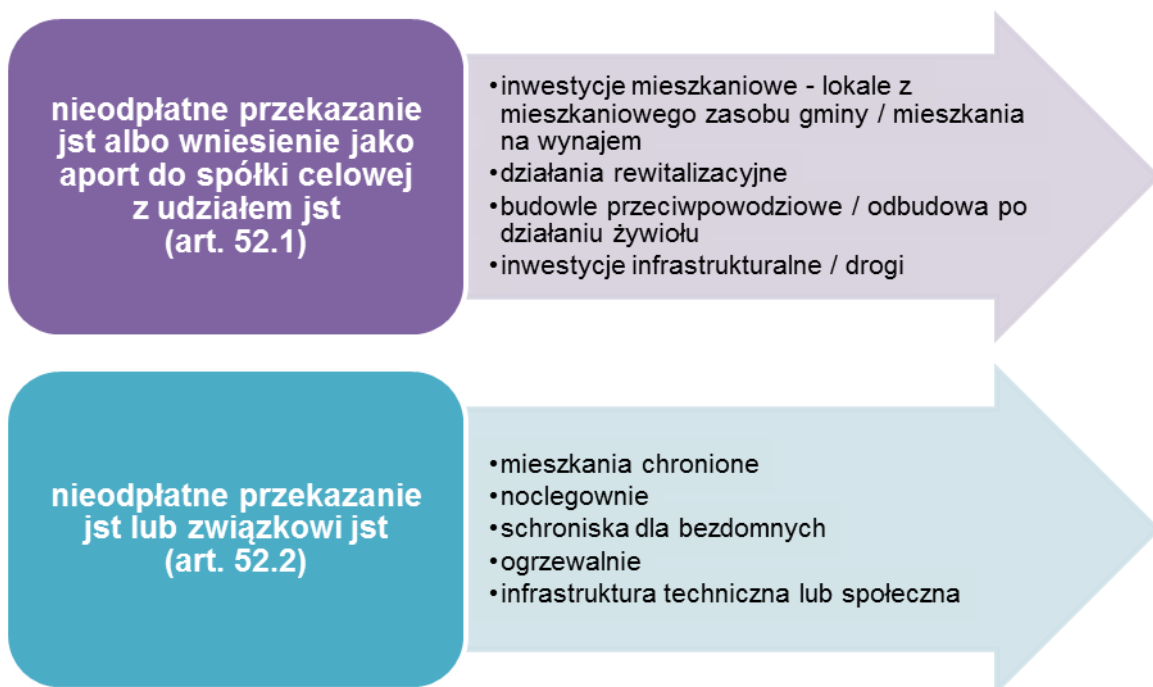 nieodpłatne przekazanie
jst albo wniesienie jako
aport do spółki celowej
z udziałem jst
(art. 52.1)
•inwestycje mieszkaniowe - lokale z
mieszkaniowego zasobu gminy / mieszkania
na wynajem
•działania rewitalizacyjne
•budowle przeciwpowodziowe / odbudowa po
działaniu żywiołu
•inwestycje infrastrukturalne / drogi
nieodpłatne przekazanie
jst lub związkowi jst
(art. 52.2)
•mieszkania chronione
•noclegownie
•schroniska dla bezdomnych
•ogrzewalnie
•infrastruktura techniczna lub społeczna